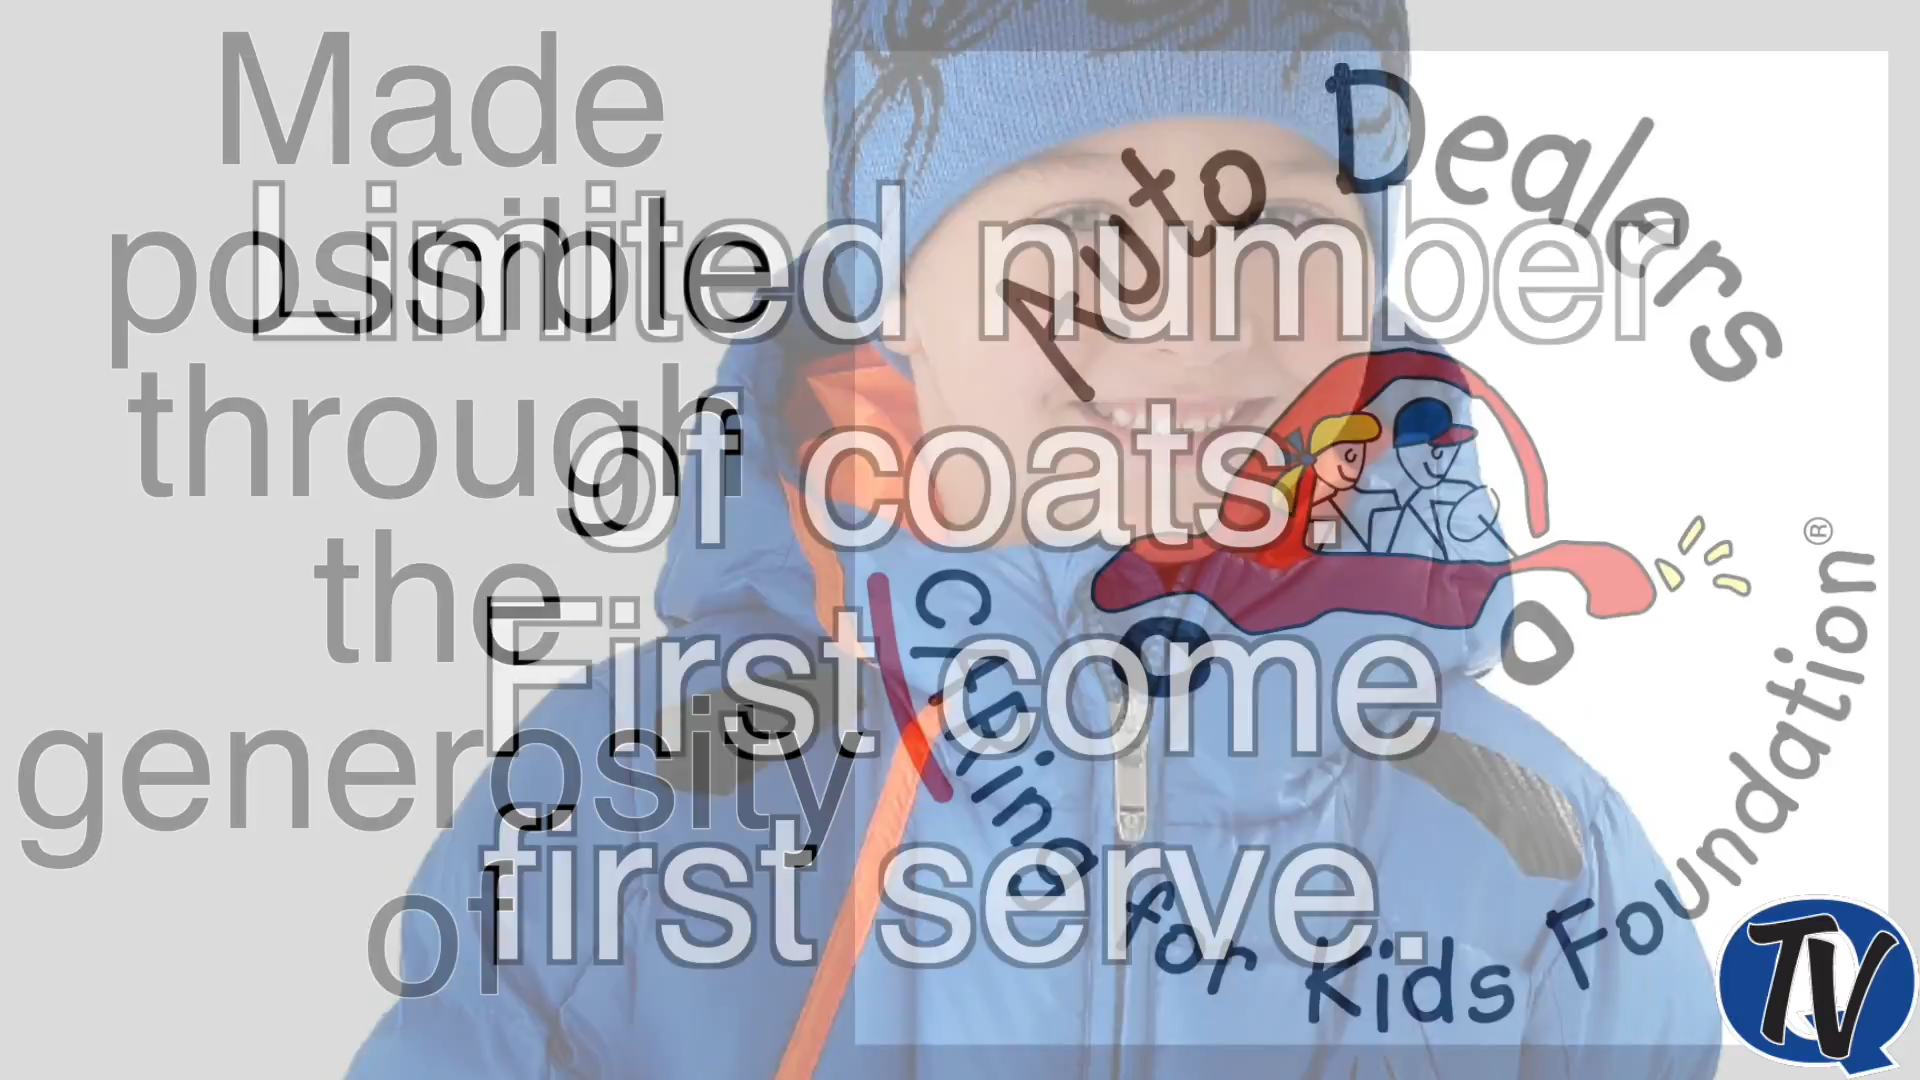 Made
possible
through
the
generosity
of
Limited number
of coats.
First come
first serve.
Auto Dealers
Caring for Kids Foundation®
TV